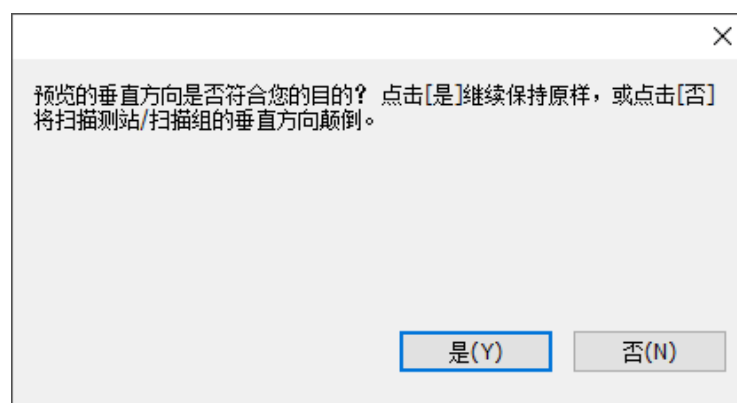 预览的垂直方向是否符合您的目的? 点击[是]继续保持原样，或点击[否]
将扫描测站/扫描组的垂直方向颠倒。
是(Y)
否(N)